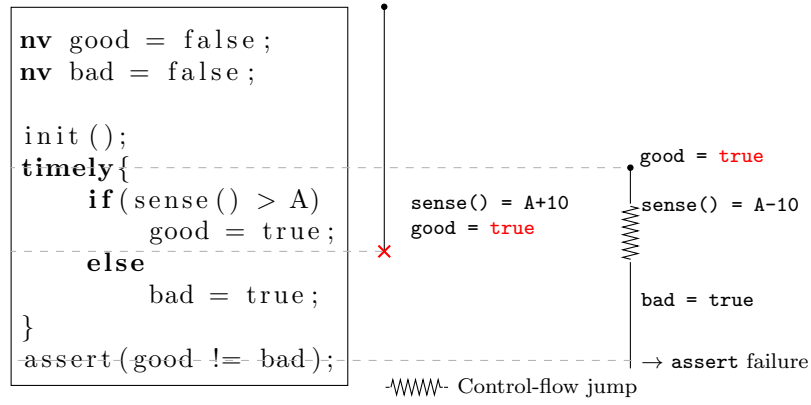 nv good = false;
nv bad = false;
init();
timely{
if(sense() > A)
good = true;
else
bad = true;
}
assert(good != bad);
sense() = A+10
good = true
good = true
sense() = A-10
bad = true
→ assert failure
Control-flow jump